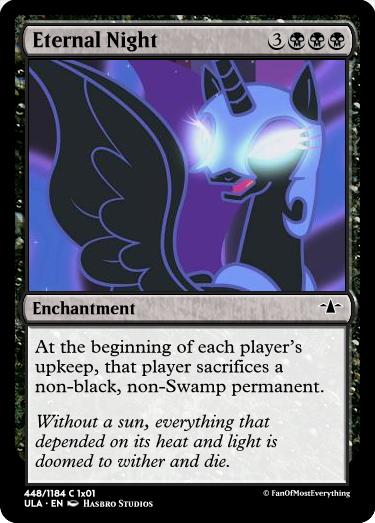 Eternal Night 3
Enchantment
At the beginning of each player's
upkeep, that player sacrifices a
non-black, non-Swamp permanent.
Without a sun, everything that
depended on its heat and light is
doomed to wither and die.
448/1184 C 1x01
ULA • EN Hasbro Studios
© FanOfMostEverything